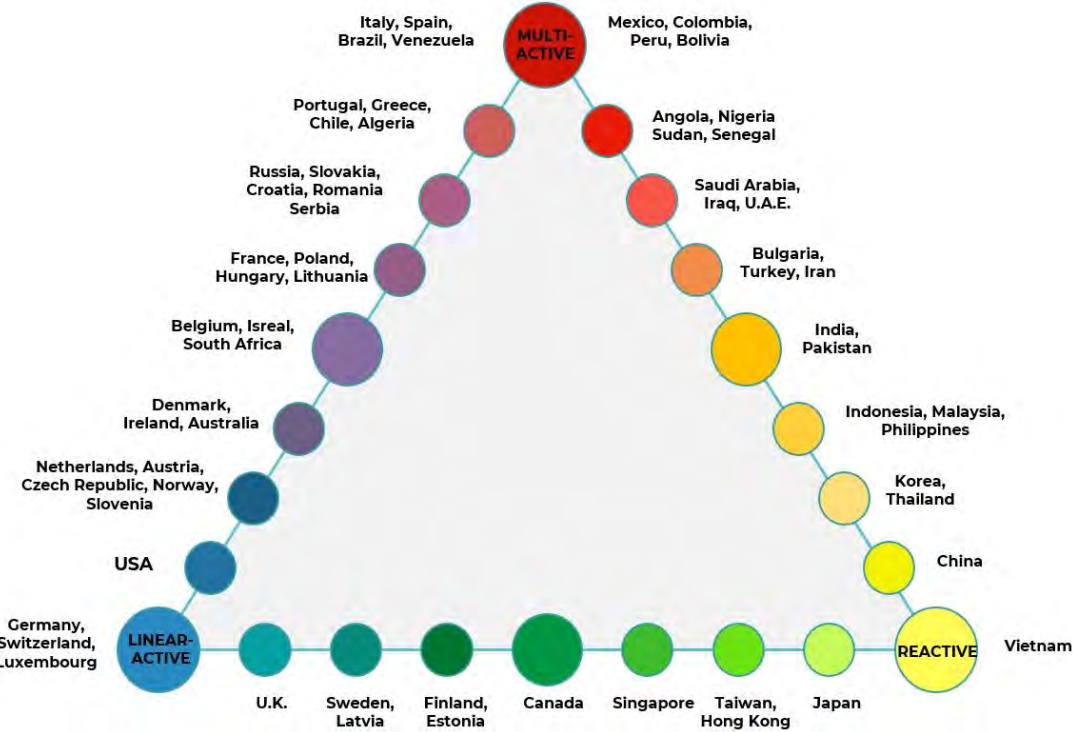 Italy, Spain,
Brazil, Venezuela
MULTI-
ACTIVE
Mexico, Colombia,
Peru, Bolivia
Portugal, Greece,
Chile, Algeria
Angola, Nigeria
Sudan, Senegal
Russia, Slovakia,
Croatia, Romania
Serbia
Saudi Arabia,
Iraq, U.A.E.
France, Poland,
Hungary, Lithuania
Bulgaria,
Turkey, Iran
Belgium, Isreal,
South Africa
India,
Pakistan
Denmark,
Ireland, Australia
Indonesia, Malaysia,
Philippines
Netherlands, Austria,
Czech Republic, Norway,
Slovenia
Korea,
Thailand
USA
China
Germany,
Switzerland,
Luxembourg
LINEAR-
ACTIVE
REACTIVE
Vietnam
U.K.
Sweden,
Latvia
Finland,
Estonia
Canada
Singapore
Taiwan,
Hong Kong
Japan